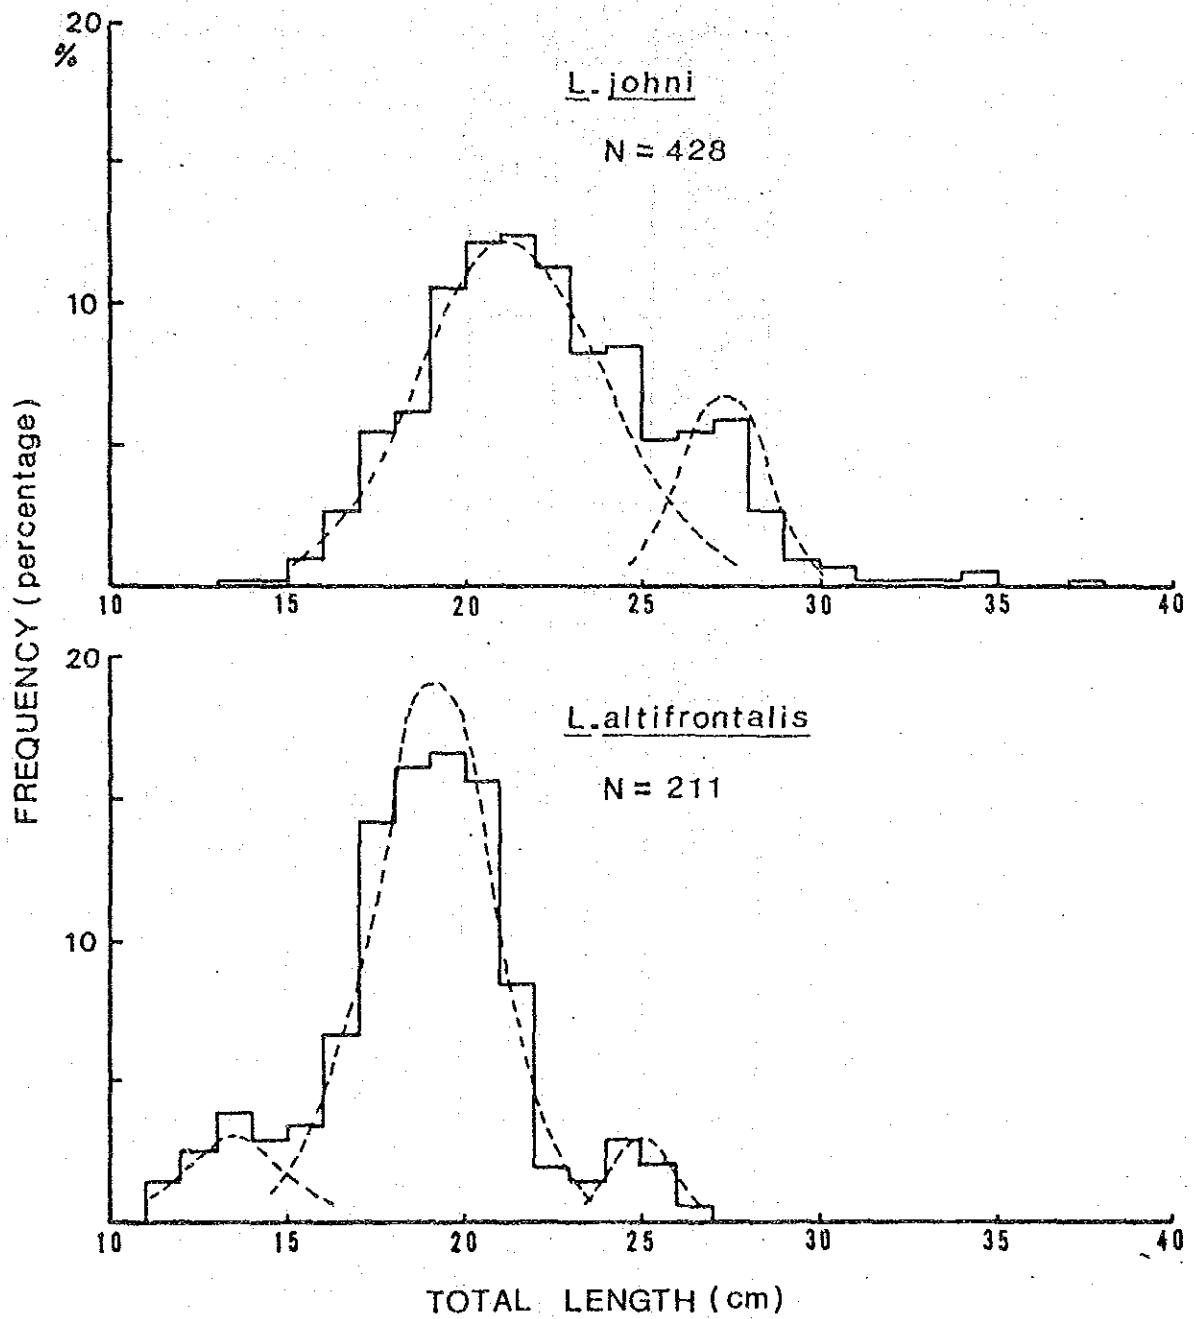 20
%
L. johni
N = 428
10
10 15 20 25 30 35 40
FREQUENCY (percentage)
20
L. altifrontalis
N = 211
10
10 15 20 25 30 35 40
TOTAL LENGTH (cm)